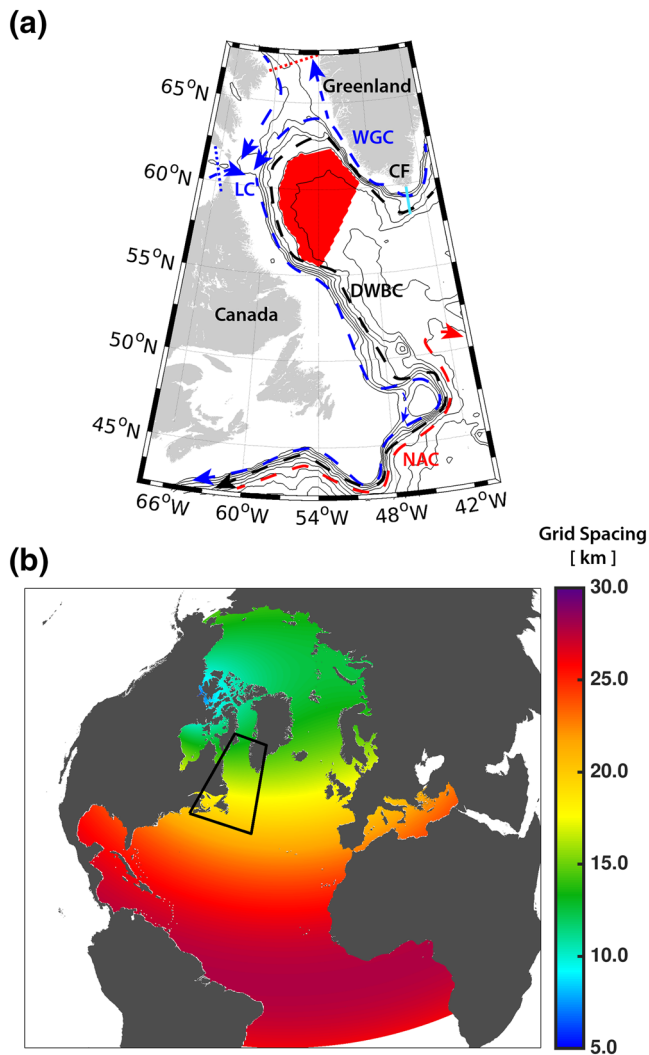 (a)
65°N
Greenland
WGC
60°N
CF
LC
55°N
DWBC
Canada
50°N
45°N
NAC
66°W
60°W
54°W
48°W
42°W
(b)
Grid Spacing
[ km ]
30.0
25.0
20.0
15.0
10.0
5.0